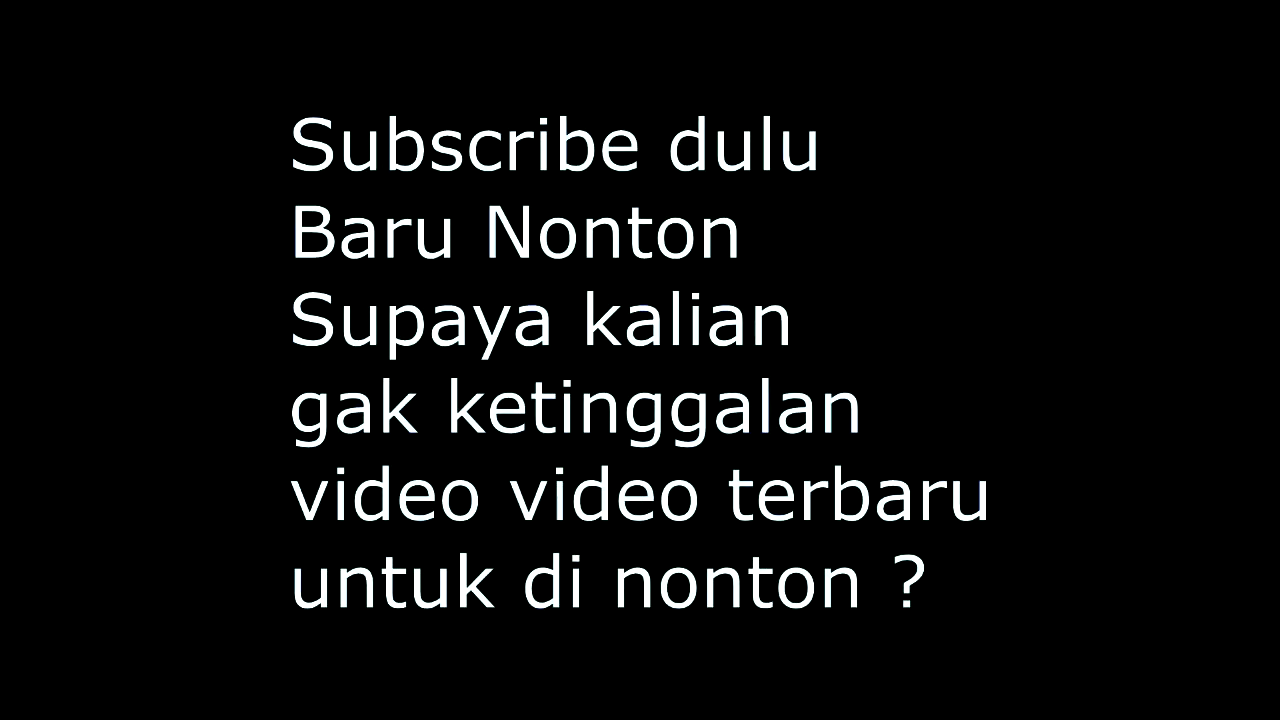 Subscribe dulu
Baru Nonton
Supaya kalian
gak ketinggalan
video video terbaru
untuk di nonton ?